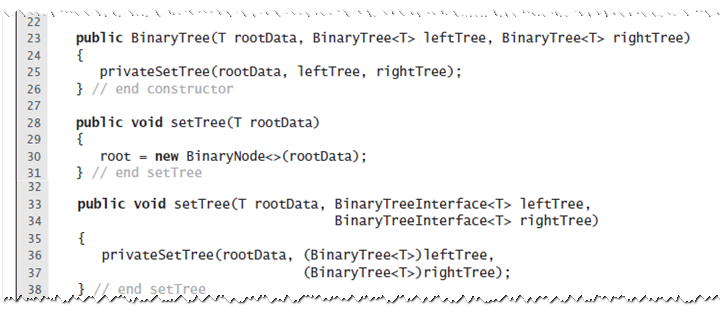 22
23 public BinaryTree(T rootData, BinaryTree<T> leftTree, BinaryTree<T> rightTree)
24 {
25 privateSetTree(rootData, leftTree, rightTree);
26 } // end constructor
27
28 public void setTree(T rootData)
29 {
30 root = new BinaryNode<>(rootData);
31 } // end setTree
32
33 public void setTree(T rootData, BinaryTreeInterface<T> leftTree,
34 BinaryTreeInterface<T> rightTree)
35 {
36 privateSetTree(rootData, (BinaryTree<T>)leftTree,
37 (BinaryTree<T>)rightTree);
38 } // end setTree